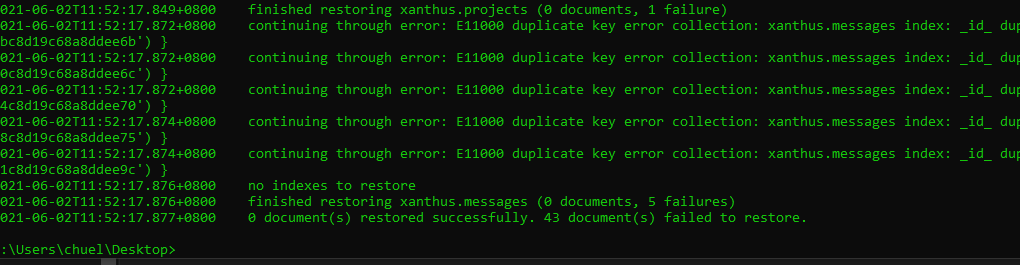 021-06-02T11:52:17.849+0800    finished restoring xanthus.projects (0 documents, 1 failure)
021-06-02T11:52:17.872+0800    continuing through error: E11000 duplicate key error collection: xanthus.messages index: _id_ dup
bc8d19c68a8ddee6b') }
021-06-02T11:52:17.872+0800    continuing through error: E11000 duplicate key error collection: xanthus.messages index: _id_ dup
0c8d19c68a8ddee6c') }
021-06-02T11:52:17.872+0800    continuing through error: E11000 duplicate key error collection: xanthus.messages index: _id_ dup
4c8d19c68a8ddee70') }
021-06-02T11:52:17.874+0800    continuing through error: E11000 duplicate key error collection: xanthus.messages index: _id_ dup
8c8d19c68a8ddee75') }
021-06-02T11:52:17.874+0800    continuing through error: E11000 duplicate key error collection: xanthus.messages index: _id_ dup
1c8d19c68a8ddee9c') }
021-06-02T11:52:17.876+0800    no indexes to restore
021-06-02T11:52:17.876+0800    finished restoring xanthus.messages (0 documents, 5 failures)
021-06-02T11:52:17.877+0800    0 document(s) restored successfully. 43 document(s) failed to restore.
:\Users\chuel\Desktop>